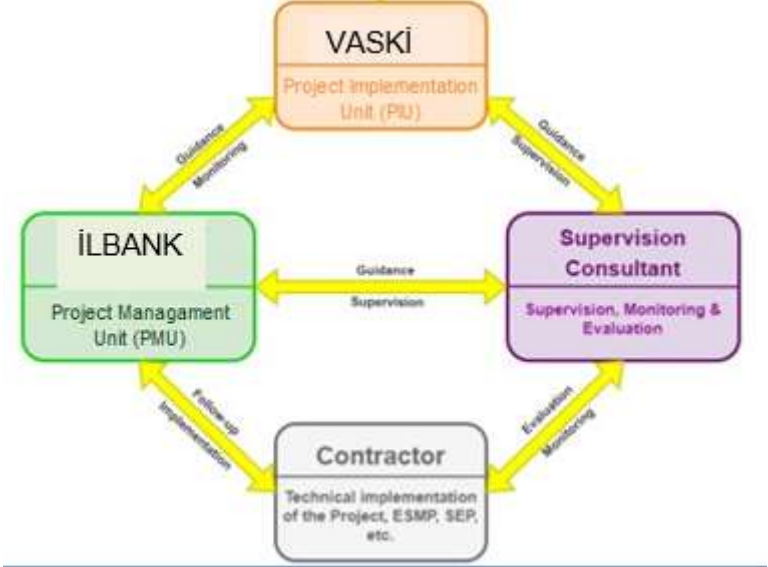 VASKİ
Project Implementation
Unit (PIU)
Guidance
Monitoring
Guidance
Supervision
İLBANK
Project Managament
Unit (PMU)
Guidance
Supervision
Supervision
Consultant
Supervision, Monitoring &
Evaluation
Follow-up
Implementation
Evaluation
Monitoring
Contractor
Technical implementation
of the Project, ESMP, SEP,
etc.